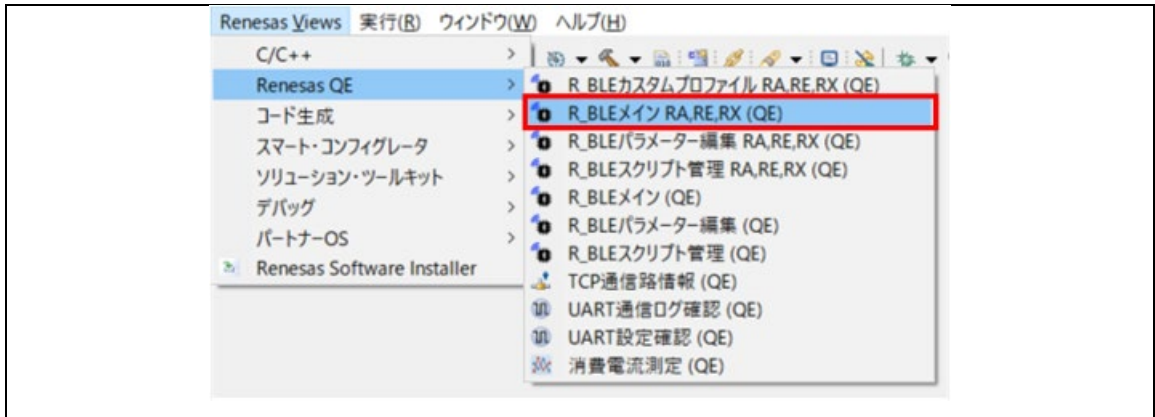 Renesas Views 実行(R) ウィンドウ(W) ヘルプ(H)
C/C++ >
Renesas QE >
コード生成 >
スマート・コンフィグレータ >
ソリューション・ツールキット >
デバッグ >
パートナーOS >
Renesas Software Installer
R_BLEカスタムプロファイル RA,RE,RX (QE)
R_BLEメイン RA,RE,RX (QE)
R_BLEパラメーター編集 RA,RE,RX (QE)
R_BLEスクリプト管理 RA,RE,RX (QE)
R_BLEメイン (QE)
R_BLEパラメーター編集 (QE)
R_BLEスクリプト管理 (QE)
TCP通信路情報 (QE)
UART通信ログ確認 (QE)
UART設定確認 (QE)
消費電流測定 (QE)